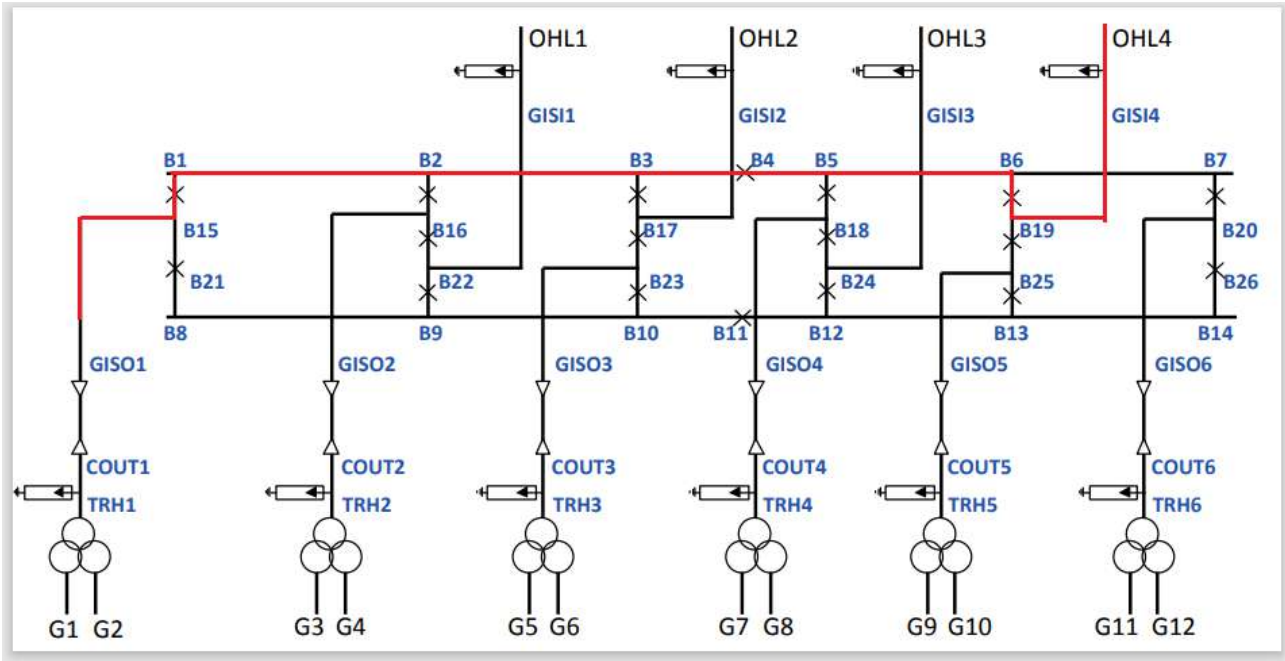 OHL1 OHL2 OHL3 OHL4
GISI1 GISI2 GISI3 GISI4
B1 B2 B3 B4 B5 B6 B7
B15 B16 B17 B18 B19 B20
B21 B22 B23 B24 B25 B26
B8 B9 B10 B11 B12 B13 B14
GISO1 GISO2 GISO3 GISO4 GISO5 GISO6
COUT1 COUT2 COUT3 COUT4 COUT5 COUT6
TRH1 TRH2 TRH3 TRH4 TRH5 TRH6
G1 G2 G3 G4 G5 G6 G7 G8 G9 G10 G11 G12